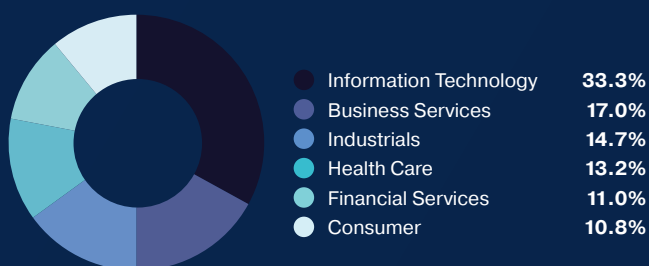 Information Technology 33.3%
Business Services 17.0%
Industrials 14.7%
Health Care 13.2%
Financial Services 11.0%
Consumer 10.8%